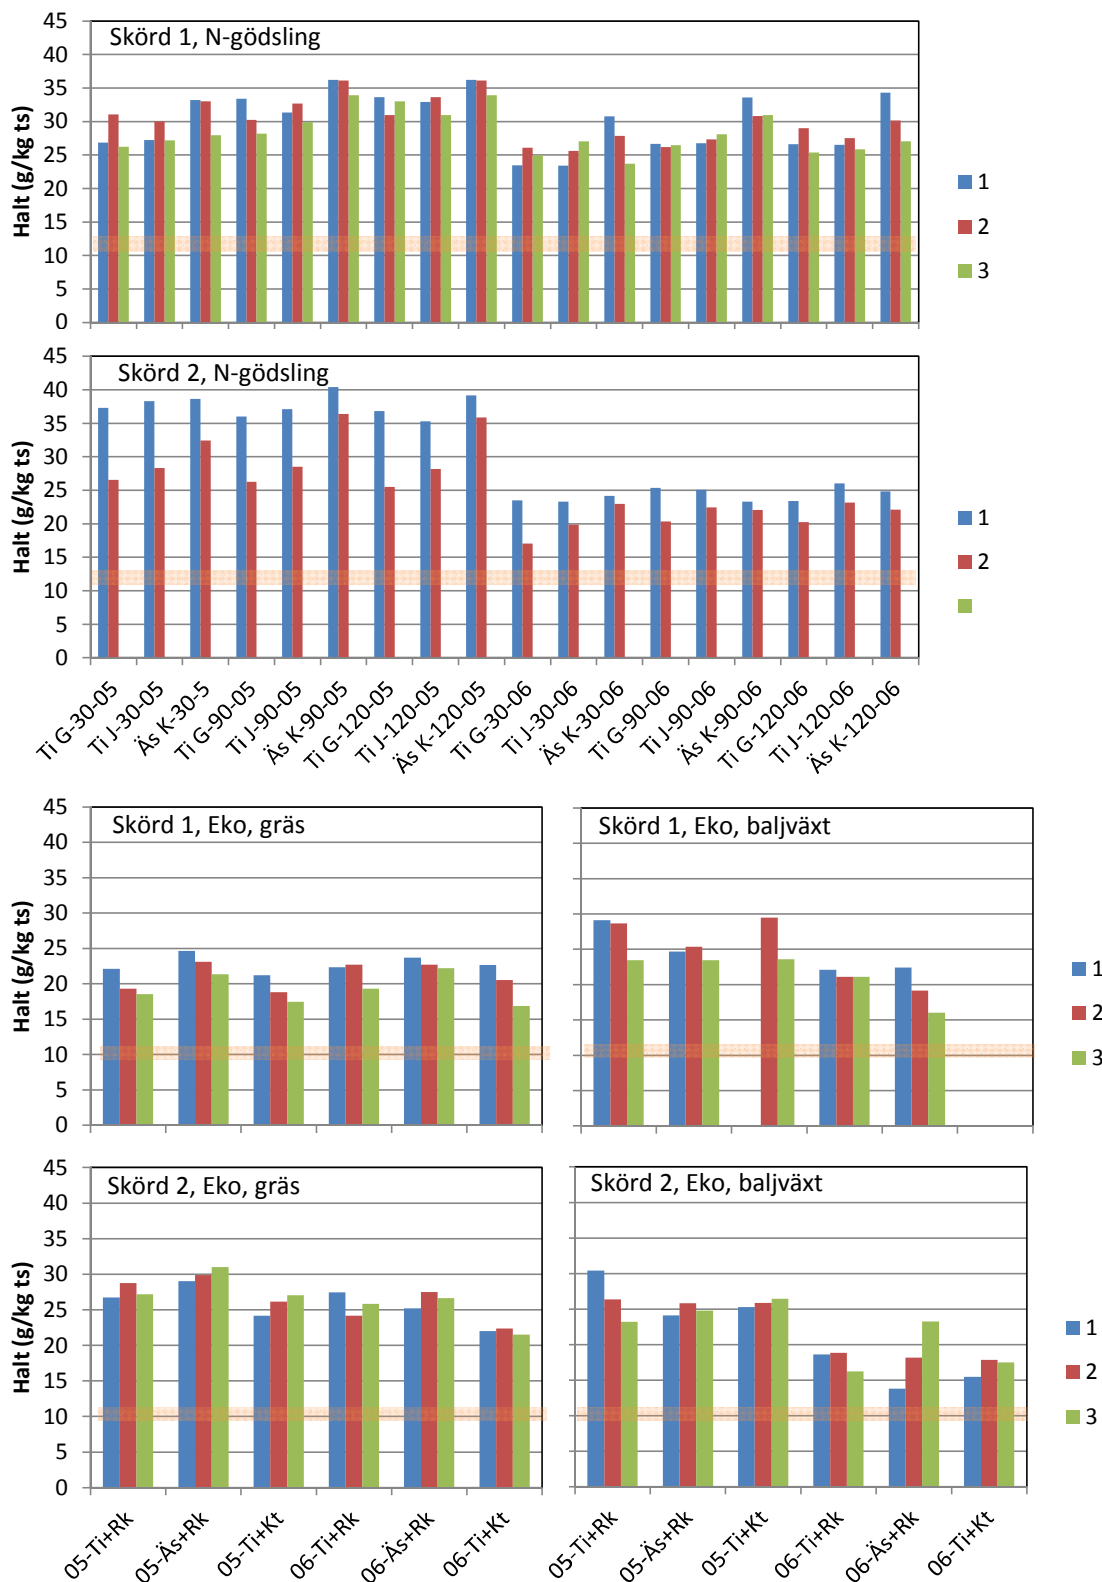 Skörd 1, N-gödsling
Halt (g/kg ts)
45
40
35
30
25
20
15
10
5
0
1
2
3
Skörd 2, N-gödsling
Halt (g/kg ts)
45
40
35
30
25
20
15
10
5
0
1
2
Ti G-30-05
Ti J-30-05
Äs K-30-5
Ti G-90-05
Ti J-90-05
Äs K-90-05
Ti G-120-05
Ti J-120-05
Äs K-120-05
Ti G-30-06
Ti J-30-06
Äs K-30-06
Ti G-90-06
Ti J-90-06
Äs K-90-06
Ti G-120-06
Ti J-120-06
Äs K-120-06
Skörd 1, Eko, gräs
Halt (g/kg ts)
45
40
35
30
25
20
15
10
5
0
Skörd 1, Eko, baljväxt
1
2
3
Skörd 2, Eko, gräs
Halt (g/kg ts)
45
40
35
30
25
20
15
10
5
0
05-Ti+Rk
05-Äs+Rk
05-Ti+Kt
06-Ti+Rk
06-Äs+Rk
06-Ti+Kt
Skörd 2, Eko, baljväxt
1
2
3
05-Ti+Rk
05-Äs+Rk
05-Ti+Kt
06-Ti+Rk
06-Äs+Rk
06-Ti+Kt